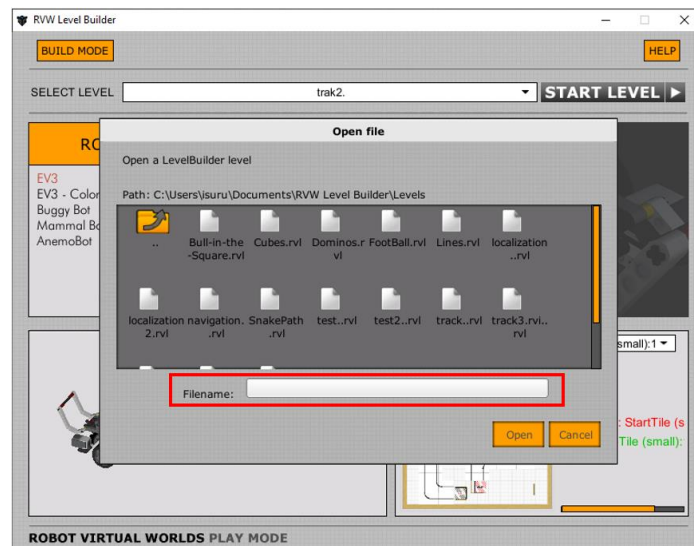 RVW Level Builder
BUILD MODE
HELP
SELECT LEVEL
trak2.
START LEVEL
Open file
Open a LevelBuilder level
Path: C:\Users\isuru\Documents\RVW Level Builder\Levels
EV3
EV3 - Color
Buggy Bot
Mammal
AnemoBot
..
Bull-in-the
-Square.rvl
Cubes.rvl
Dominos.r
vl
FootBall.rvl
Lines.rvl
localization
..rvl
localization
2.rvl
navigation.
.rvl
SnakePath
.rvl
test..rvl
test2..rvl
track..rvl
track3.rvi..
rvl
small):1
Filename:
Open
Cancel
: StartTile (s
Tile (small):
ROBOT VIRTUAL WORLDS PLAY MODE